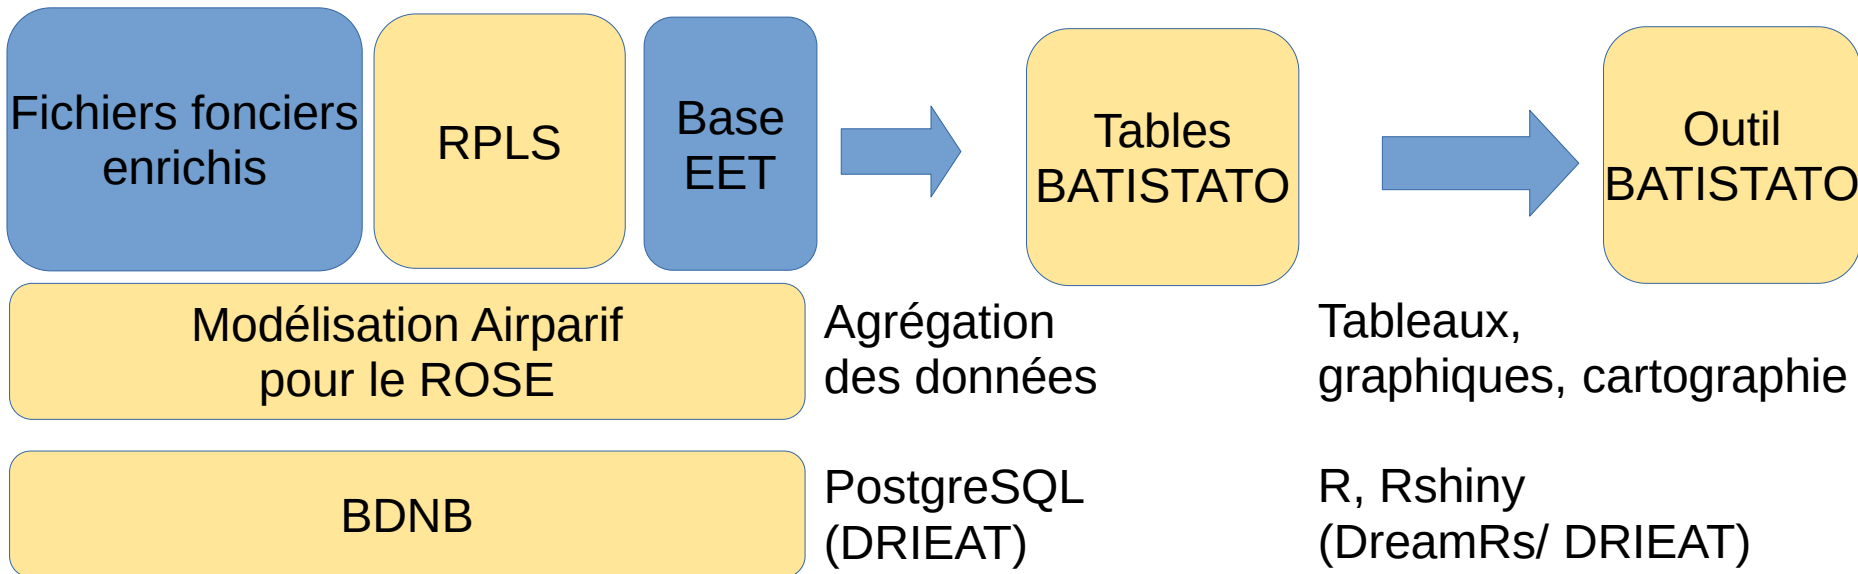 Fichiers fonciers
enrichis
RPLS
Base
EET
Tables
BATISTATO
Outil
BATISTATO
Modélisation Airparif
pour le ROSE
Agrégation
des données
Tableaux,
graphiques, cartographie
BDNB
PostgreSQL
(DRIEAT)
R, Rshiny
(DreamRs/ DRIEAT)